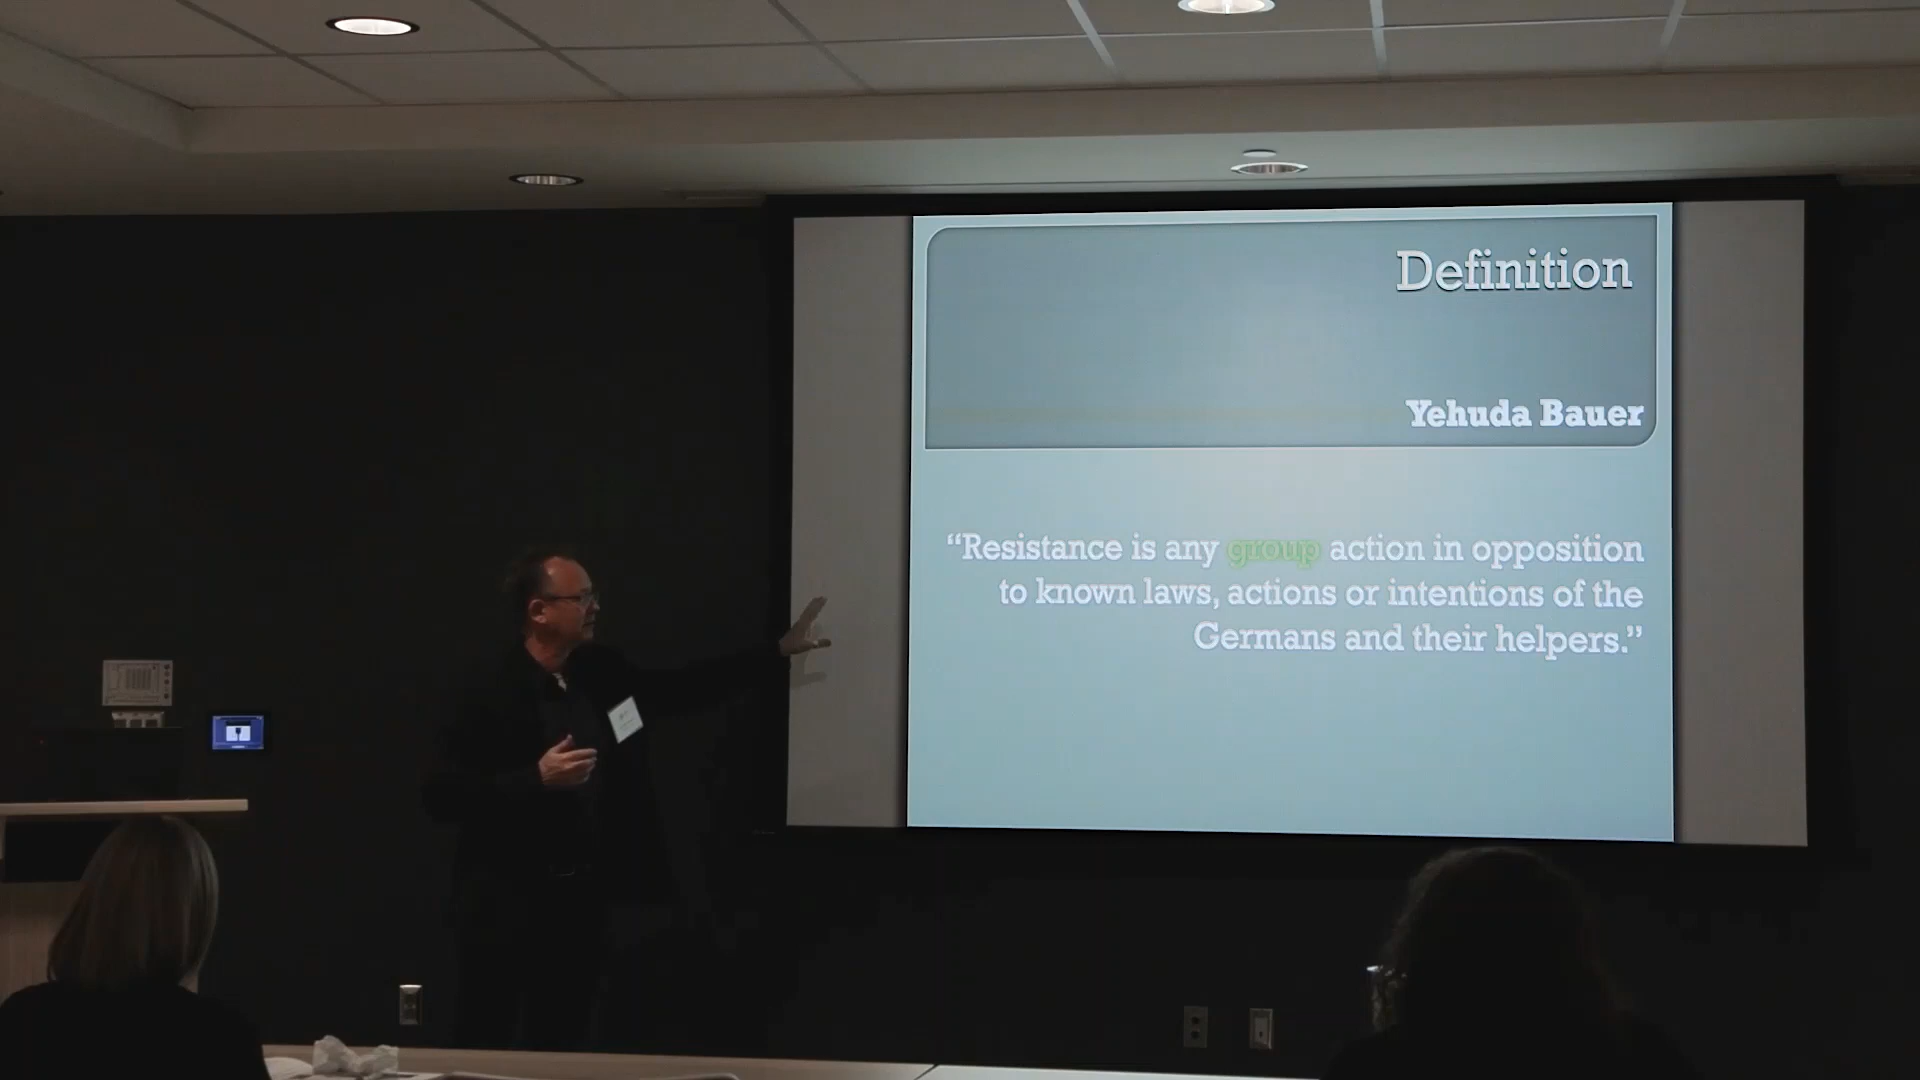 Definition
Yehuda Bauer
“Resistance is any group action in opposition
to known laws, actions or intentions of the
Germans and their helpers.”